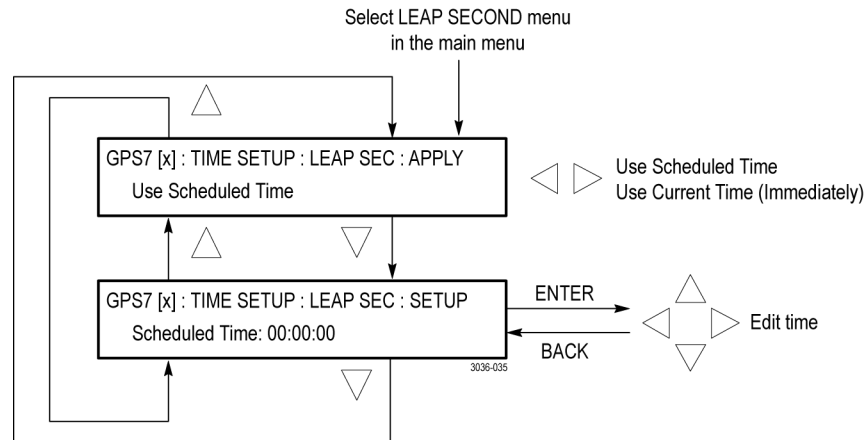 Select LEAP SECOND menu
in the main menu
GPS7 [x] : TIME SETUP : LEAP SEC : APPLY
Use Scheduled Time
Use Scheduled Time
Use Current Time (Immediately)
GPS7 [x] : TIME SETUP : LEAP SEC : SETUP
Scheduled Time: 00:00:00
ENTER
BACK
Edit time
3036-035